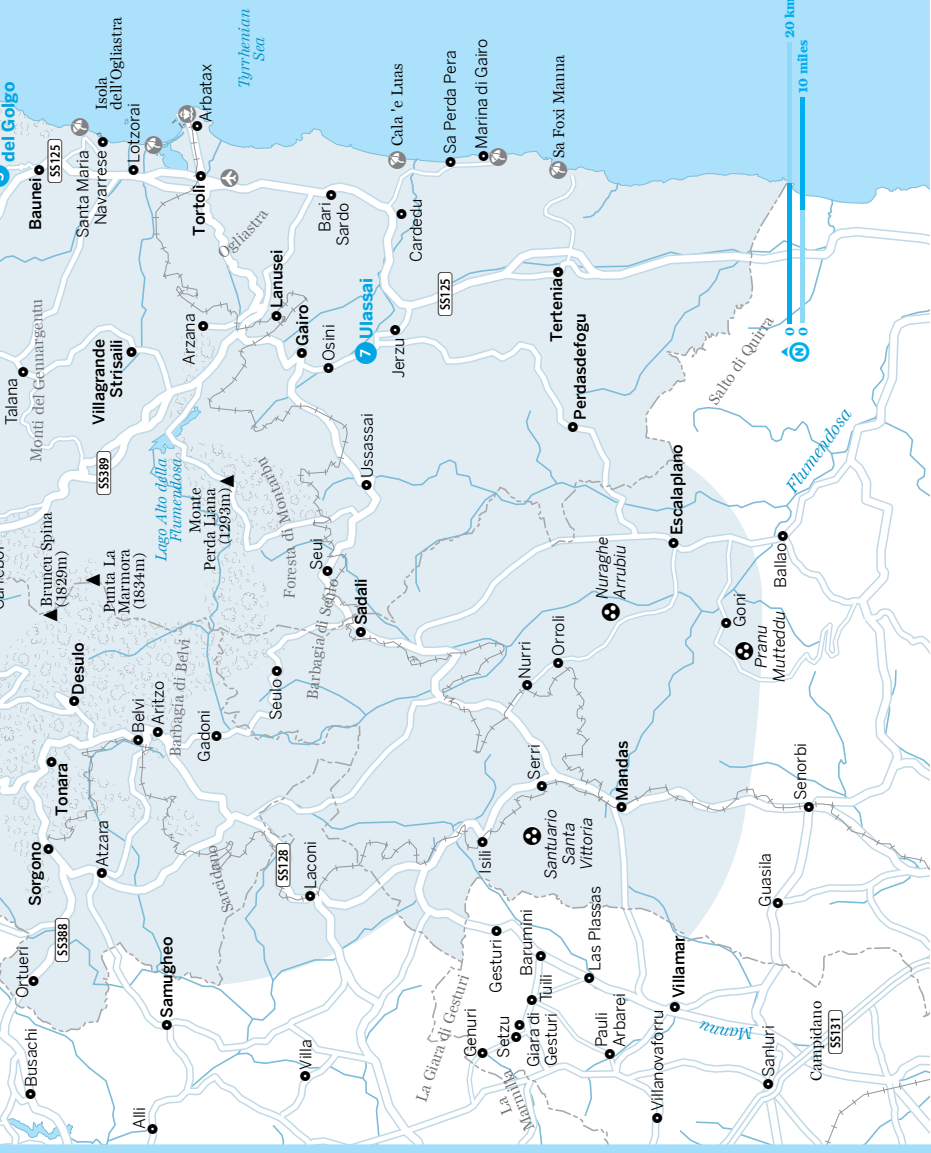 del Golgo
Baunei
SS125
Santa Maria
Navarrese
Isola
dell'Ogliastra
Lotzorai
Arbatax
Tyrrhenian
Sea
Tortolì
Talana
Monti del Gennargentu
Villagrande
Strisaili
SS389
Arzana
Ogliastra
Lanusei
Gairo
Osini
Bari
Sardo
7 Ulassai
Jerzu
Cardedu
Cala 'e Luas
Sa Perda Pera
Marina di Gairo
Sa Foxi Manna
SS125
Tertenia
Perdasdefogu
Salto di Quirra
0
20 km
0
10 miles
N
Bruncu Spina
(1829m)
Punta La
Marmora
(1834m)
Lago Alto della
Flumendosa
Monte
Perda Liana
(1293m)
Foresta di Montarbu
Ussassai
Seui
Barbagia di Seulo
Sadali
Seulo
Desulo
Belvì
Aritzo
Barbagia di Belvì
Gadoni
Tonara
Sorgono
Atzara
SS388
Ortueri
Busachi
Samugheo
Alli
Villa
Sarcidano
SS128
Laconi
Nurri
Orroli
Nuraghe
Arrubiu
Escalaplano
Flumendosa
Ballao
Goni
Pranu
Mutteddu
Isili
Serri
Santuario
Santa
Vittoria
Mandas
Senorbì
Guasila
La Giara di Gesturi
Gesturi
Barumini
Las Plassas
Genuri
Setzu
Tuili
Giara di
Gesturi
La
Marmilla
Pauli
Arbarei
Villamar
Villanovaforru
Mannu
Sanluri
Campidano
SS131